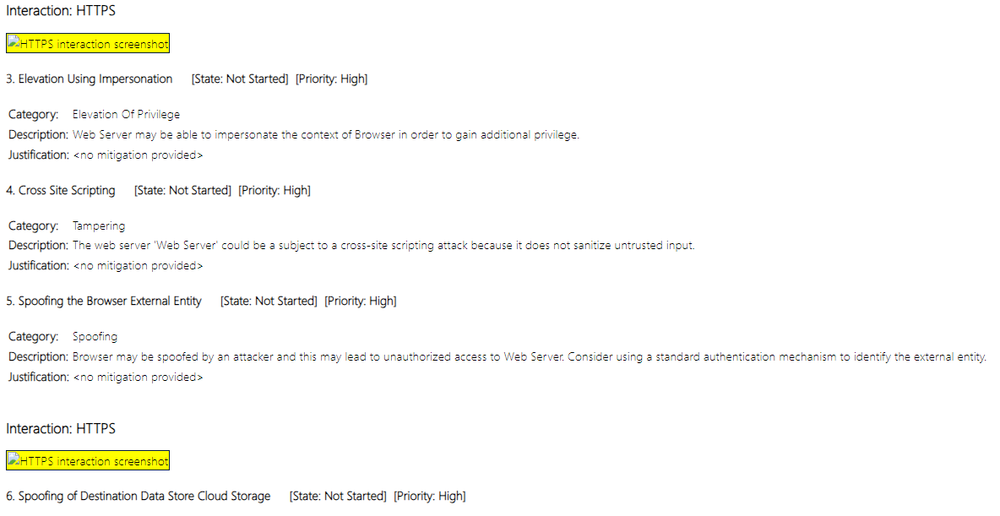 Interaction: HTTPS
HTTPS interaction screenshot
3. Elevation Using Impersonation [State: Not Started] [Priority: High]
Category: Elevation Of Privilege
Description: Web Server may be able to impersonate the context of Browser in order to gain additional privilege.
Justification: <no mitigation provided>
4. Cross Site Scripting [State: Not Started] [Priority: High]
Category: Tampering
Description: The web server 'Web Server' could be a subject to a cross-site scripting attack because it does not sanitize untrusted input.
Justification: <no mitigation provided>
5. Spoofing the Browser External Entity [State: Not Started] [Priority: High]
Category: Spoofing
Description: Browser may be spoofed by an attacker and this may lead to unauthorized access to Web Server. Consider using a standard authentication mechanism to identify the external entity.
Justification: <no mitigation provided>
Interaction: HTTPS
HTTPS interaction screenshot
6. Spoofing of Destination Data Store Cloud Storage [State: Not Started] [Priority: High]